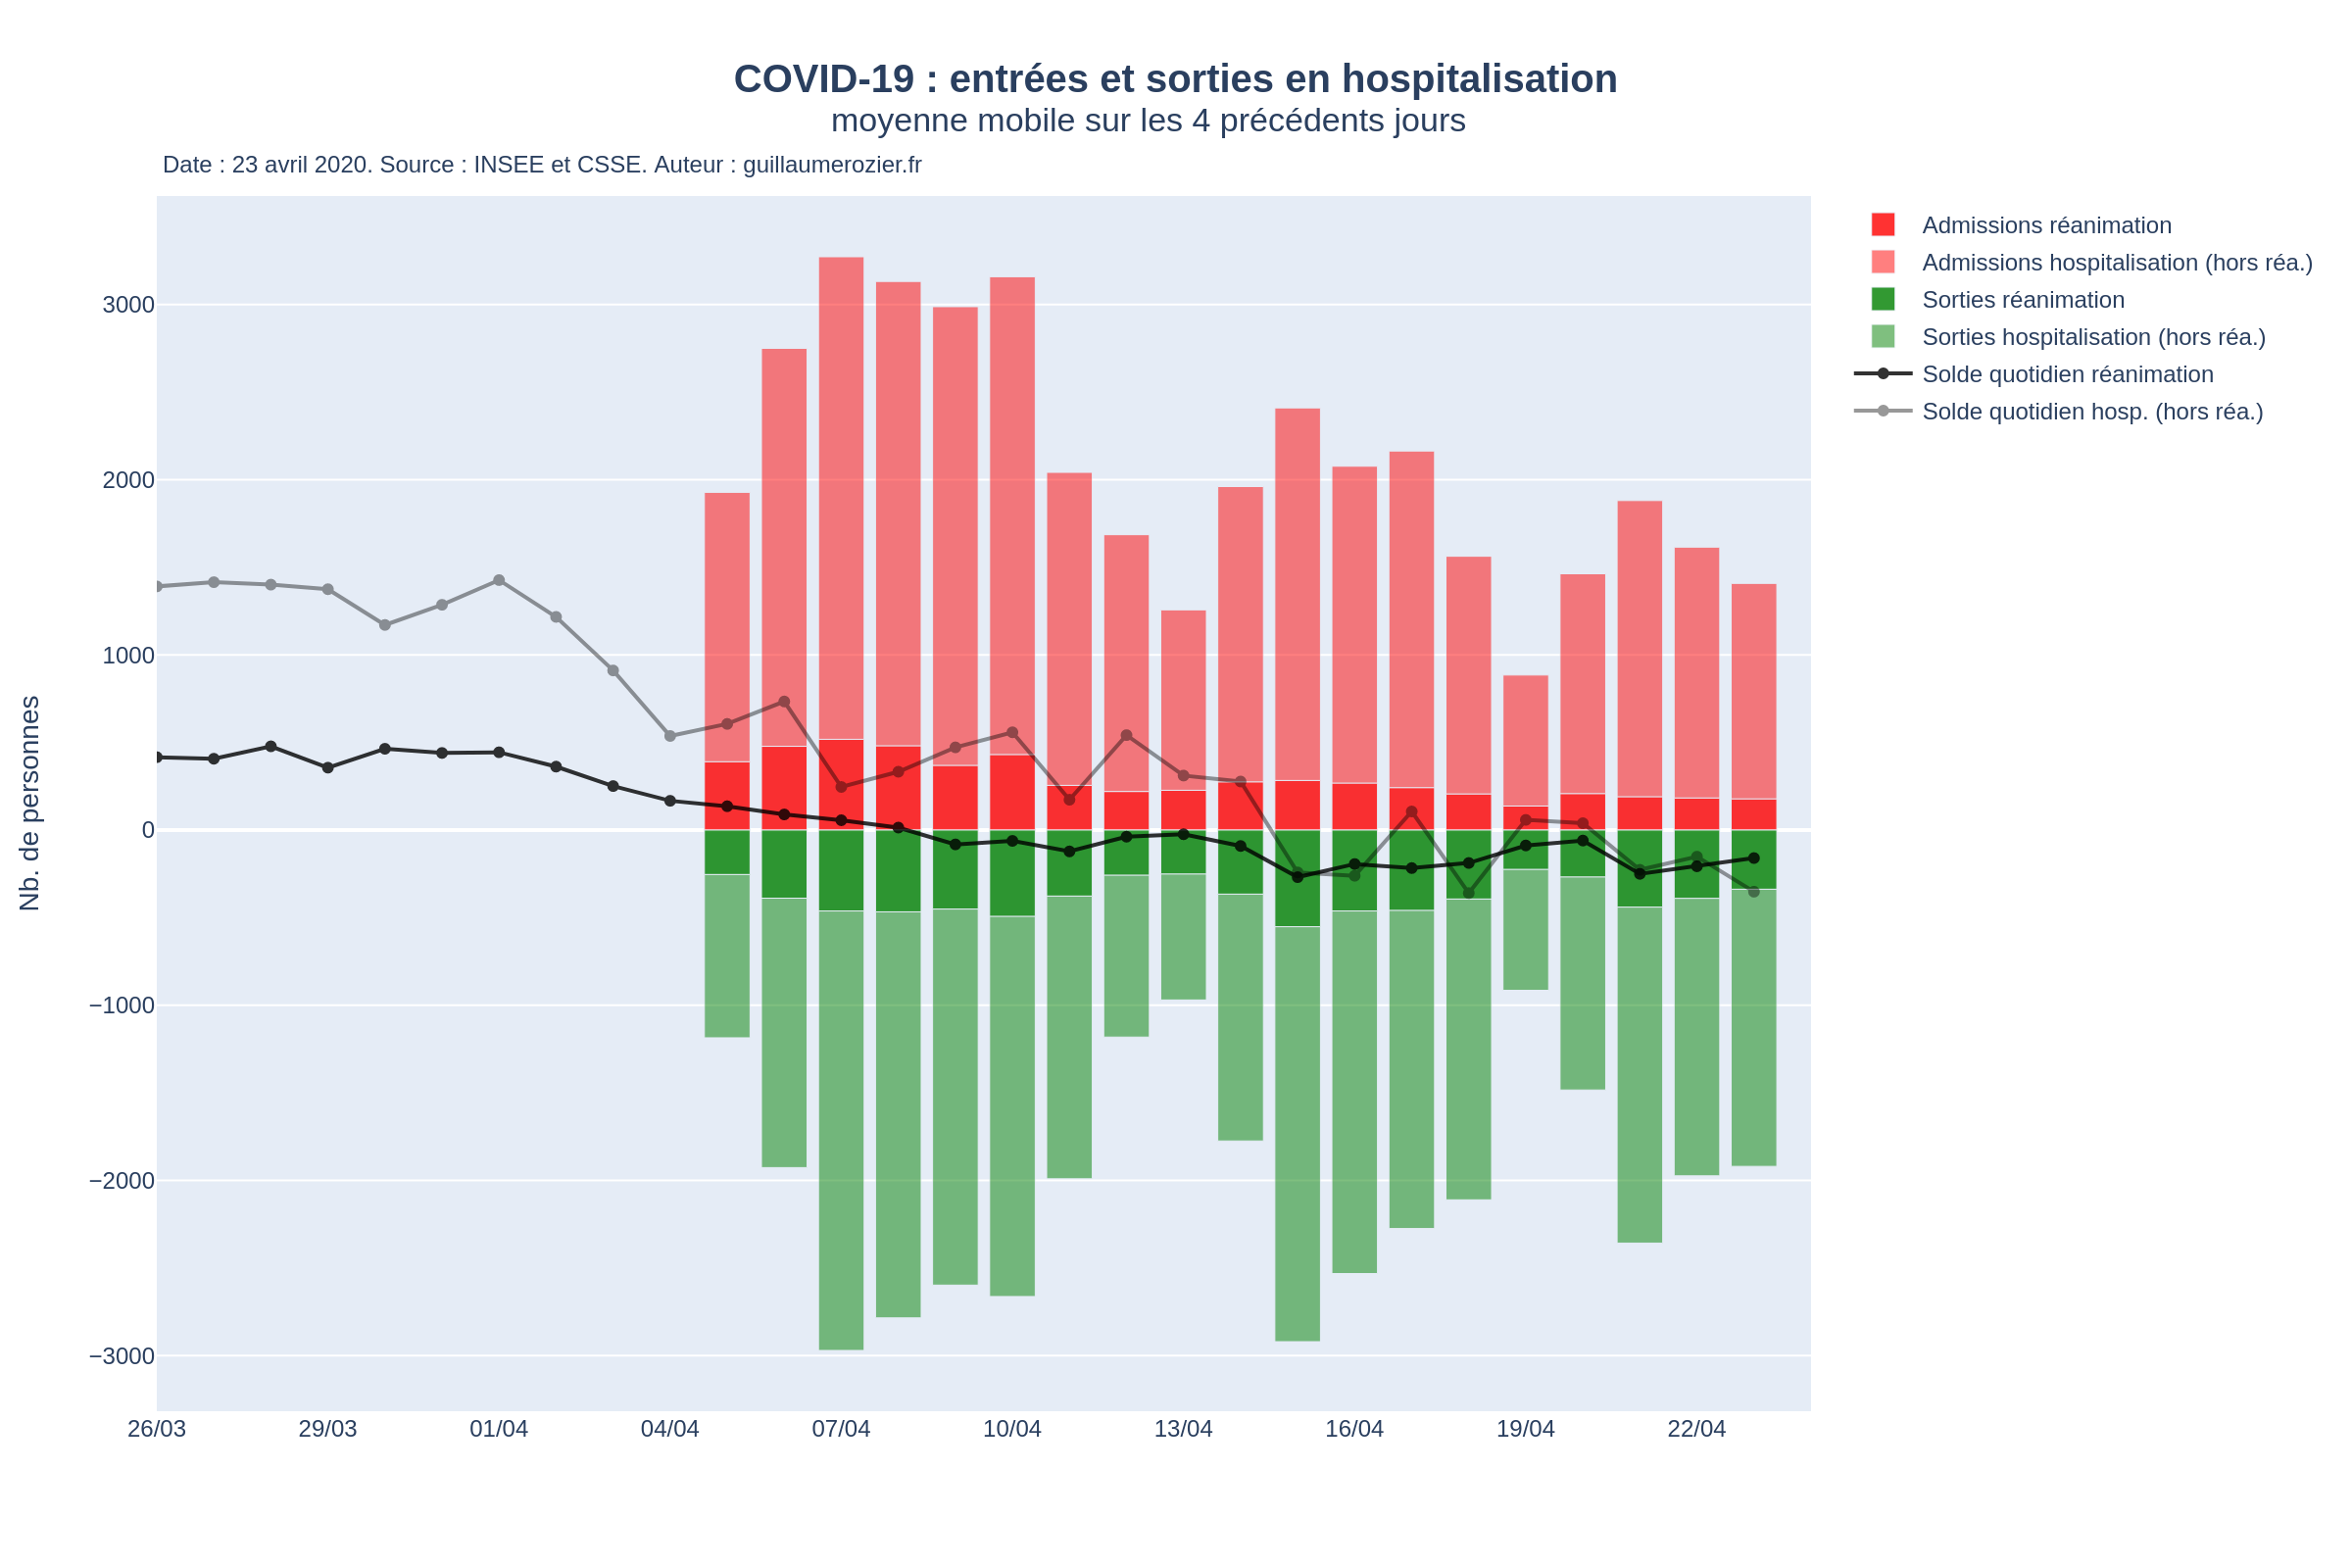 COVID-19 : entrées et sorties en hospitalisation
moyenne mobile sur les 4 précédents jours
Date : 23 avril 2020. Source : INSEE et CSSE. Auteur : guillaumerozier.fr
Admissions réanimation
Admissions hospitalisation (hors réa.)
Sorties réanimation
Sorties hospitalisation (hors réa.)
Solde quotidien réanimation
Solde quotidien hosp. (hors réa.)
Nb. de personnes
3000
2000
1000
0
−1000
−2000
−3000
26/03 29/03 01/04 04/04 07/04 10/04 13/04 16/04 19/04 22/04